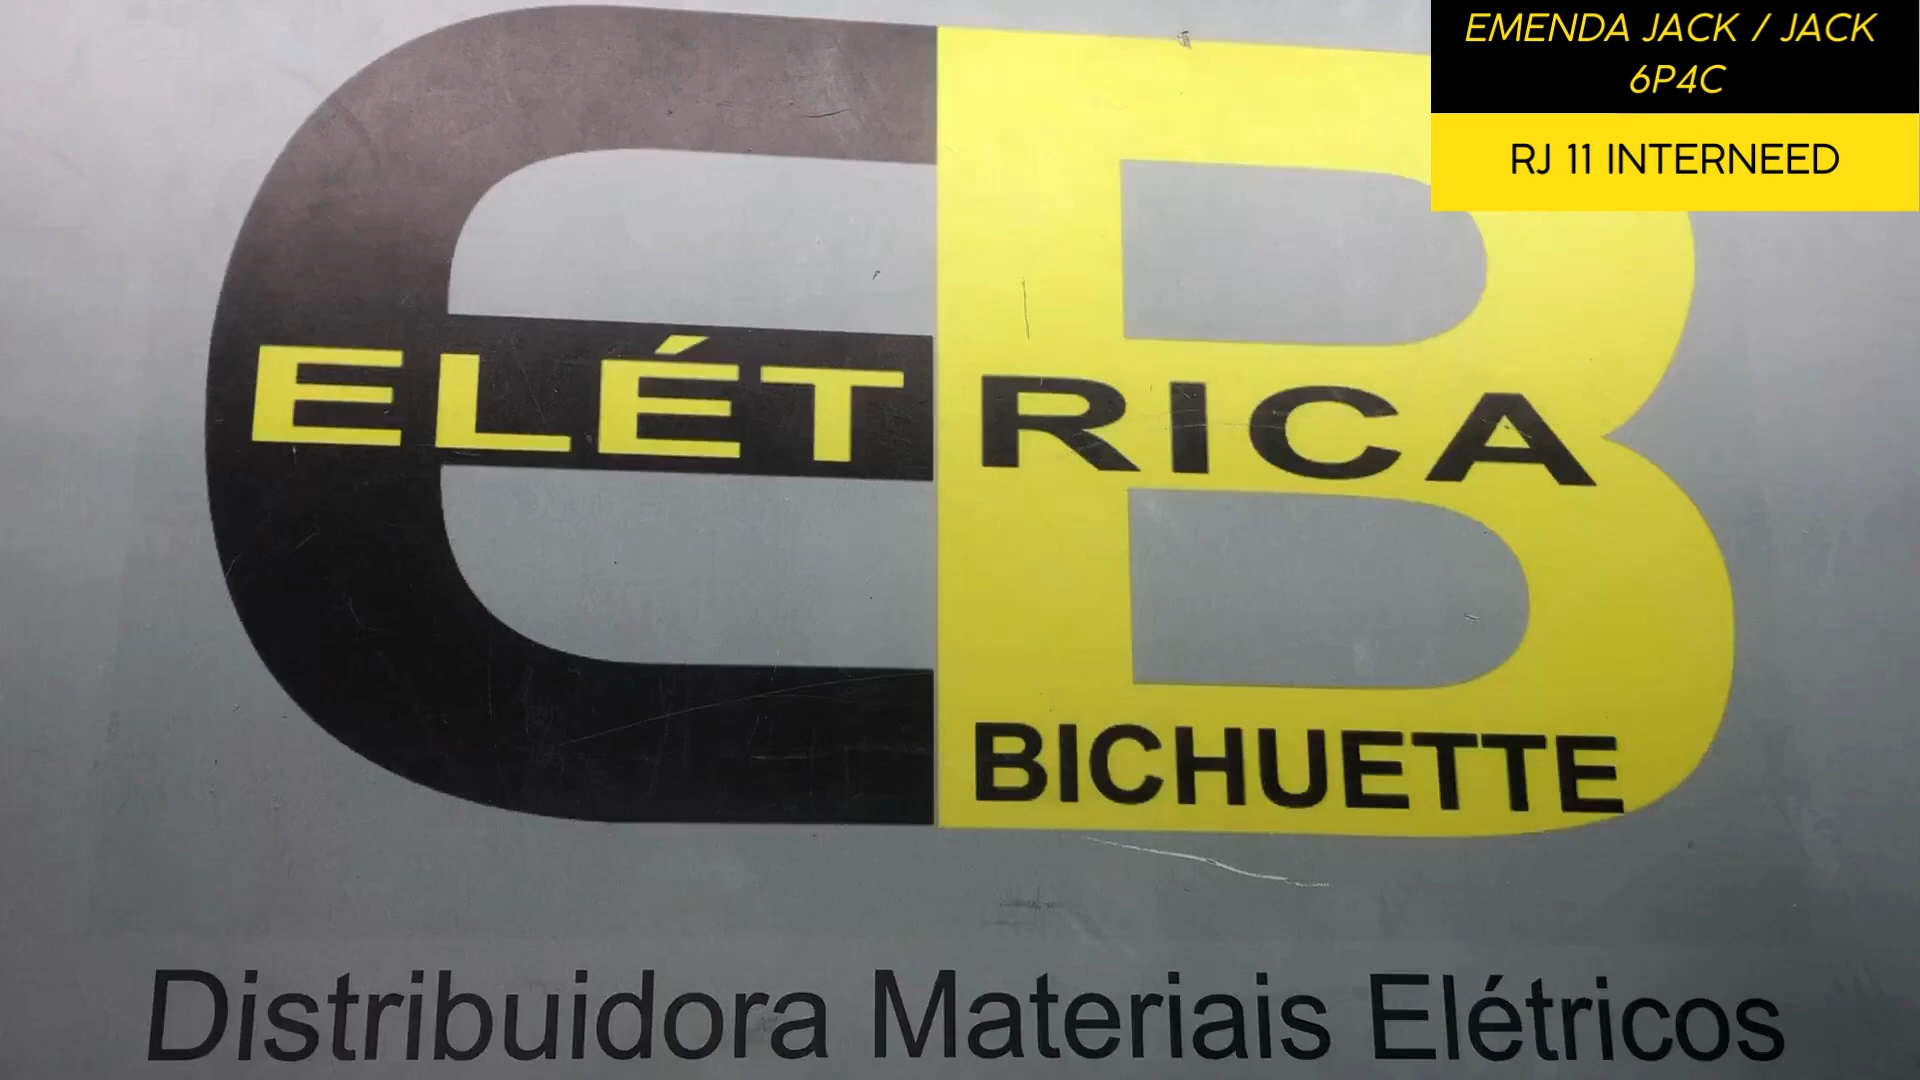 EMENDA JACK / JACK
6P4C
RJ 11 INTERNEED
ELÉTRICA
BICHUETTE
Distribuidora Materiais Elétricos